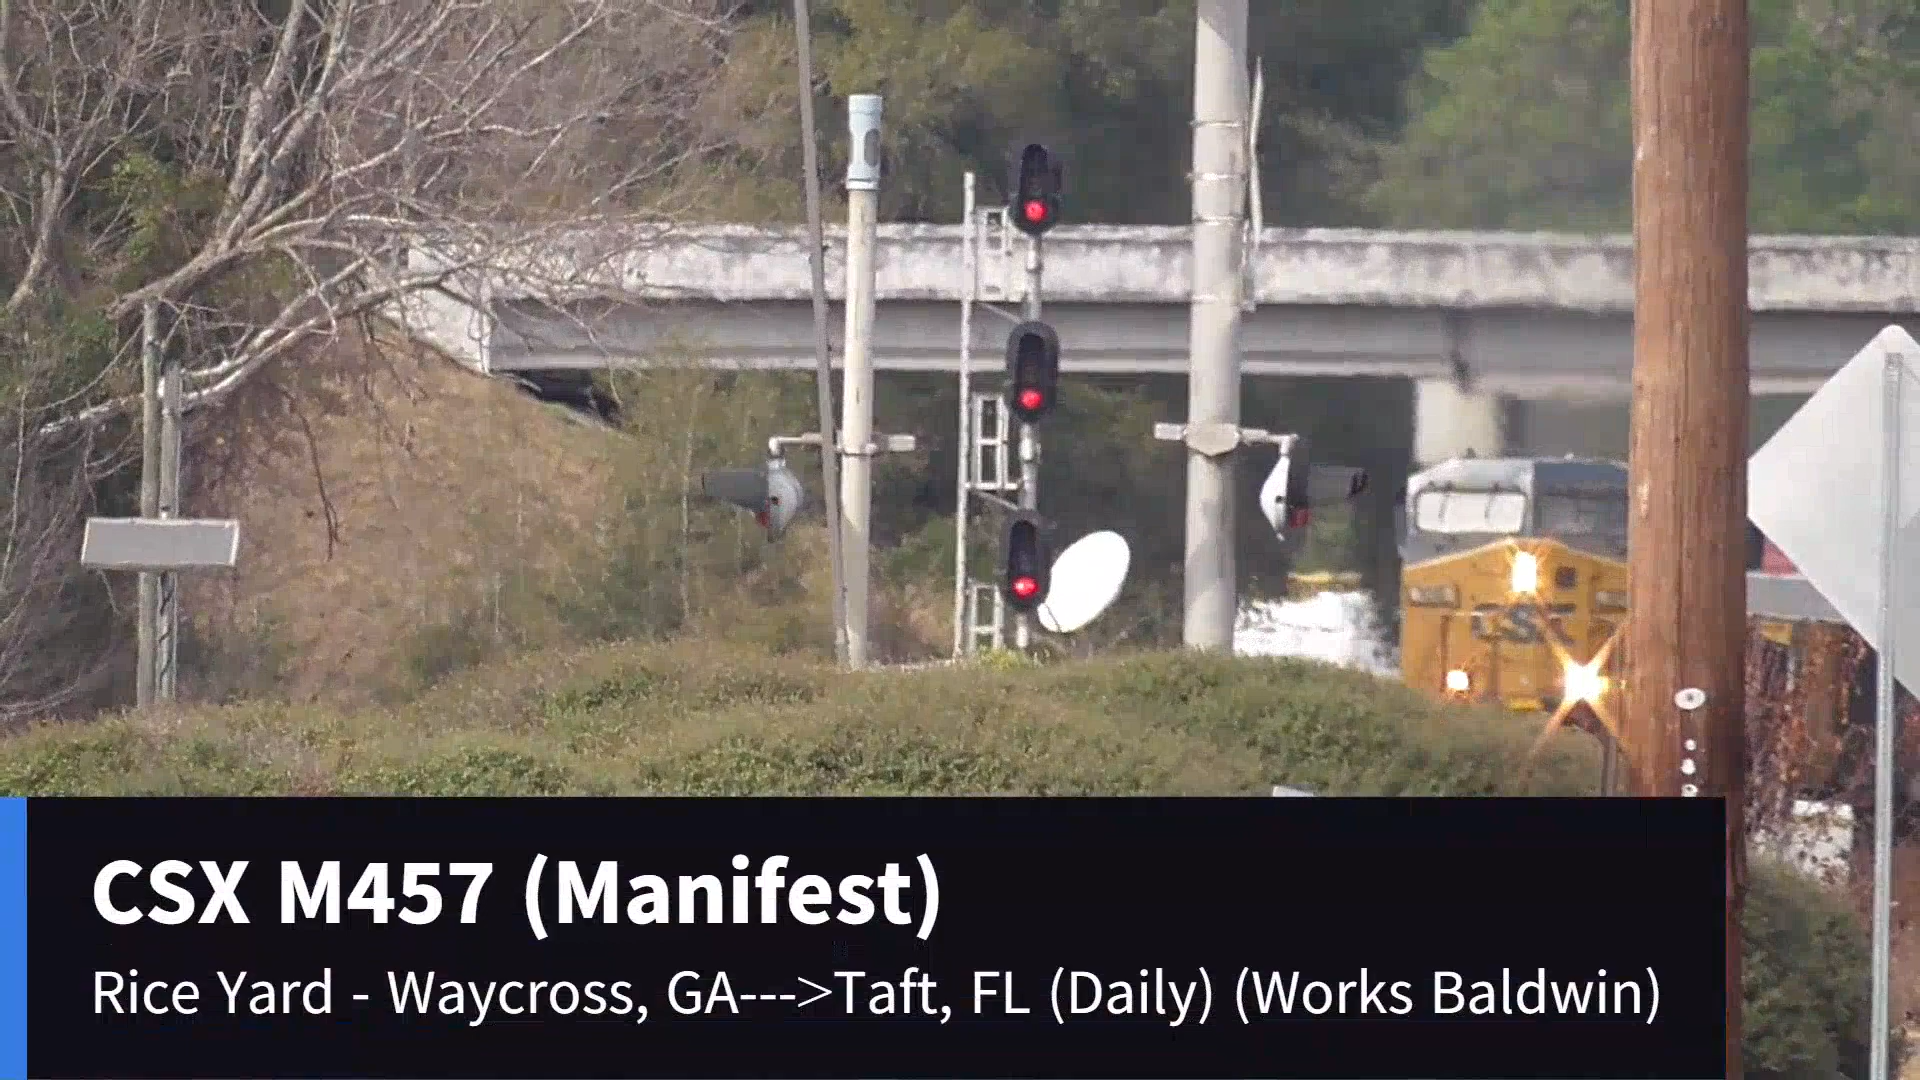 CSX
CSX M457 (Manifest)
Rice Yard - Waycross, GA--->Taft, FL (Daily) (Works Baldwin)